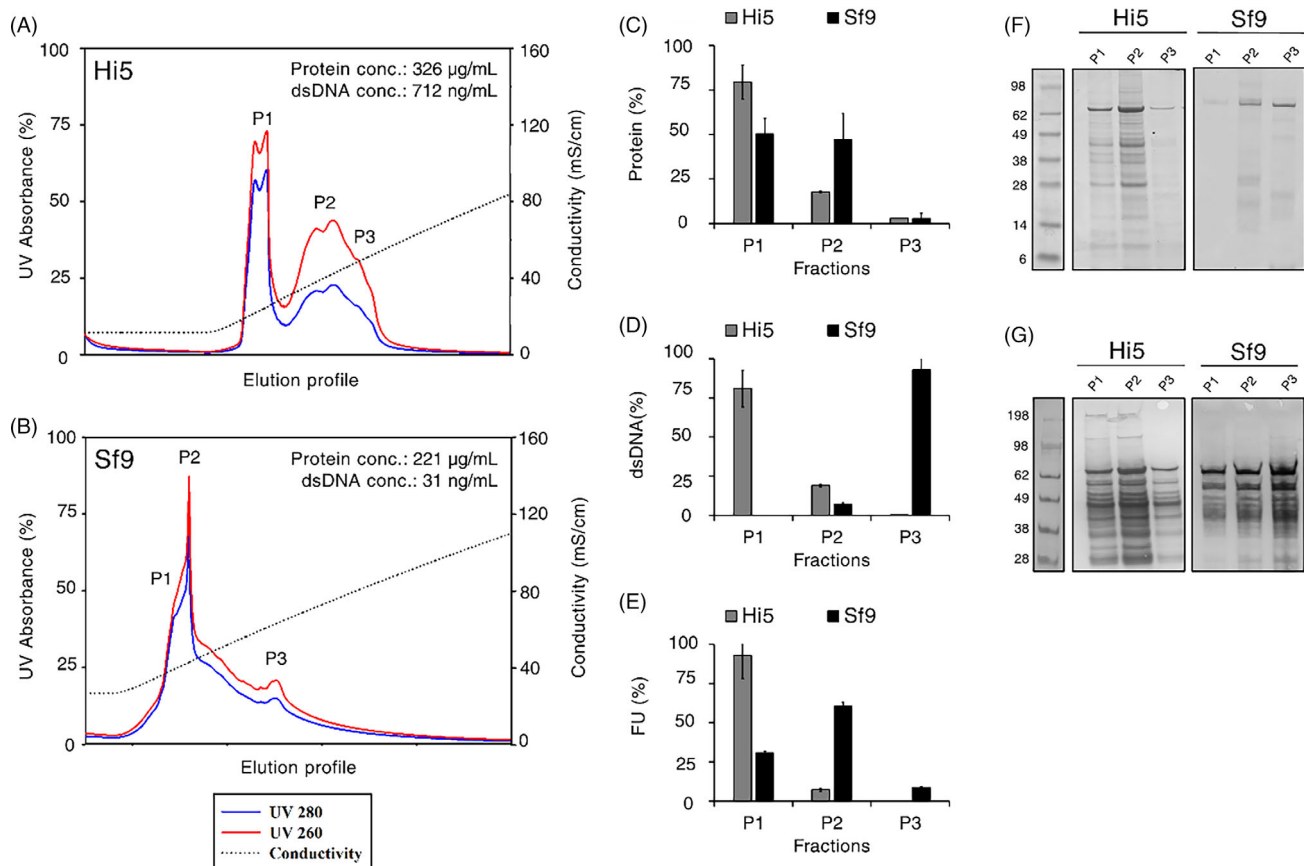 (A)
Hi5
Protein conc.: 326 µg/mL
dsDNA conc.: 712 ng/mL
P1
P2
P3
UV Absorbance (%)
100
75
50
25
0
Conductivity (mS/cm)
160
120
80
40
0
Elution profile
(B)
Sf9
Protein conc.: 221 µg/mL
dsDNA conc.: 31 ng/mL
P1
P2
P3
UV Absorbance (%)
100
75
50
25
0
Conductivity (mS/cm)
160
120
80
40
0
Elution profile
UV 280
UV 260
Conductivity
(C)
Hi5
Sf9
Protein (%)
100
75
50
25
0
P1
P2
P3
Fractions
(D)
Hi5
Sf9
dsDNA(%)
100
75
50
25
0
P1
P2
P3
Fractions
(E)
Hi5
Sf9
FU (%)
100
75
50
25
0
P1
P2
P3
Fractions
(F)
Hi5
Sf9
P1
P2
P3
P1
P2
P3
98
62
49
38
28
14
6
(G)
Hi5
Sf9
P1
P2
P3
P1
P2
P3
198
98
62
49
38
28